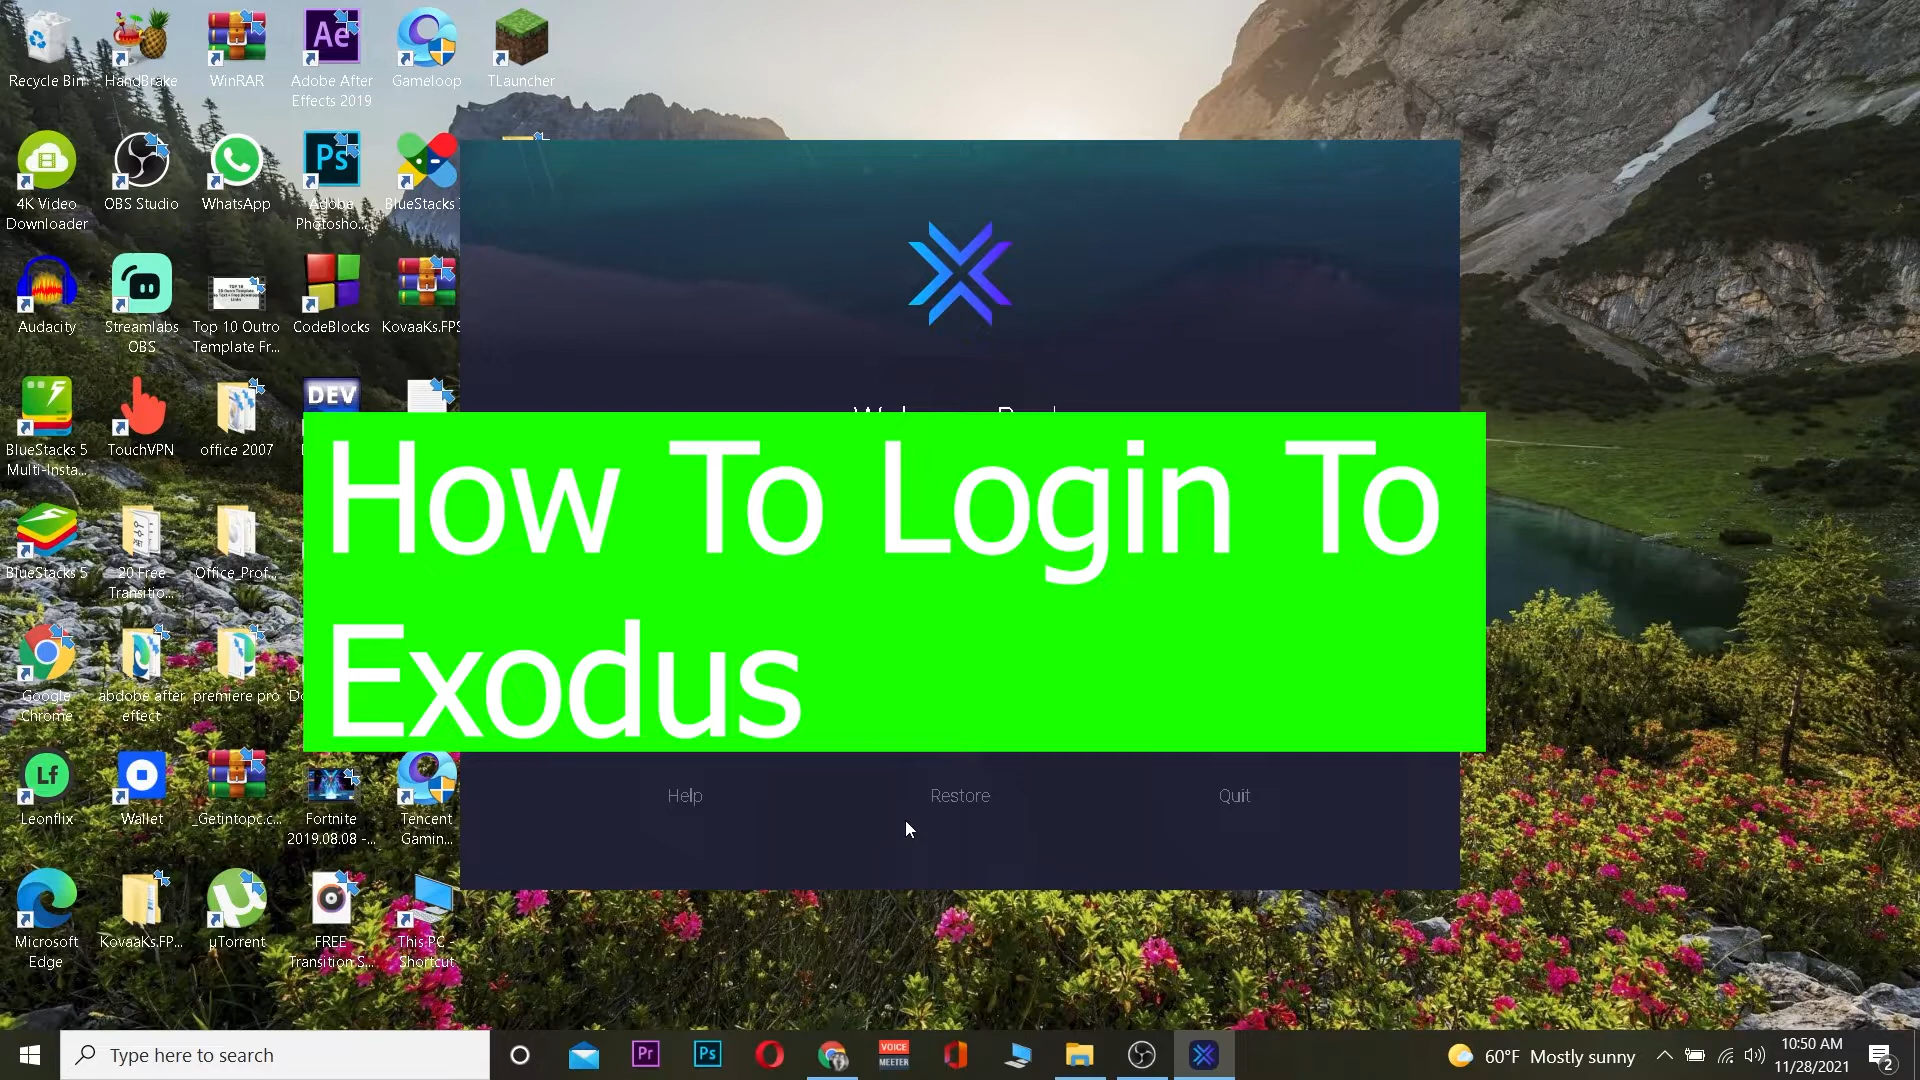 Recycle Bin
HandBrake
WinRAR
Adobe After
Effects 2019
Gameloop
TLauncher
4K Video
Downloader
OBS Studio
WhatsApp
Adobe
Photosho...
BlueStacks
Audacity
Streamlabs
OBS
Top 10 Outro
Template Fr...
CodeBlocks
KovaaKs.FPS
BlueStacks 5
Multi-Insta...
TouchVPN
office 2007
DEV
How To Login To
Exodus
BlueStacks 5
20 Free
Transitio...
Office_Prof...
Google
Chrome
abdobe after
effect
premiere pro
Leonflix
Wallet
_Getintopc.c...
Fortnite
2019.08.08 -...
Tencent
Gamin...
Help
Restore
Quit
Microsoft
Edge
KovaaKs.FP...
µTorrent
FREE
Transition S...
This PC -
Shortcut
Type here to search
VOICE
MEETER
60°F Mostly sunny
10:50 AM
11/28/2021
2